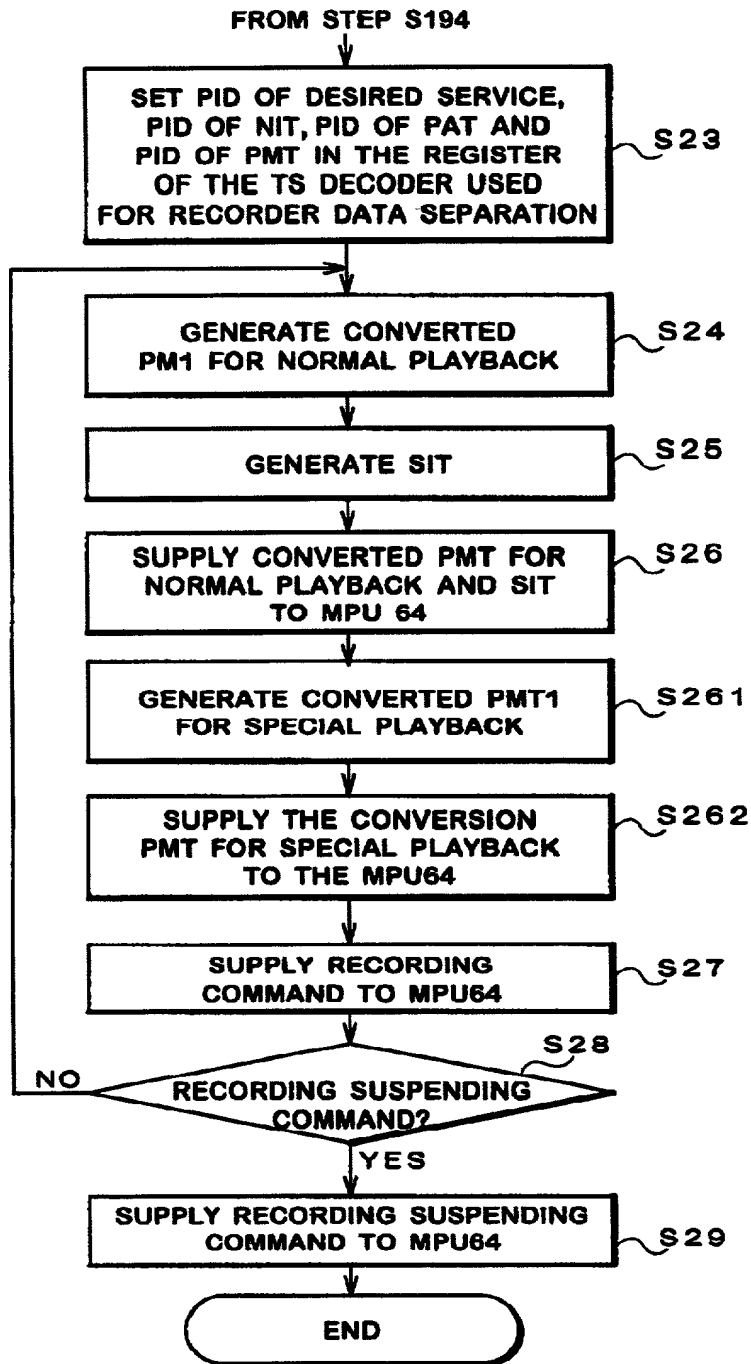 FROM STEP S194
SET PID OF DESIRED SERVICE,
PID OF NIT, PID OF PAT AND
PID OF PMT IN THE REGISTER
OF THE TS DECODER USED
FOR RECORDER DATA SEPARATION
S23
GENERATE CONVERTED
PM1 FOR NORMAL PLAYBACK
S24
GENERATE SIT
S25
SUPPLY CONVERTED PMT FOR
NORMAL PLAYBACK AND SIT
TO MPU 64
S26
GENERATE CONVERTED PMT1
FOR SPECIAL PLAYBACK
S261
SUPPLY THE CONVERSION
PMT FOR SPECIAL PLAYBACK
TO THE MPU64
S262
SUPPLY RECORDING
COMMAND TO MPU64
S27
S28
NO
RECORDING SUSPENDING
COMMAND?
YES
SUPPLY RECORDING SUSPENDING
COMMAND TO MPU64
S29
END